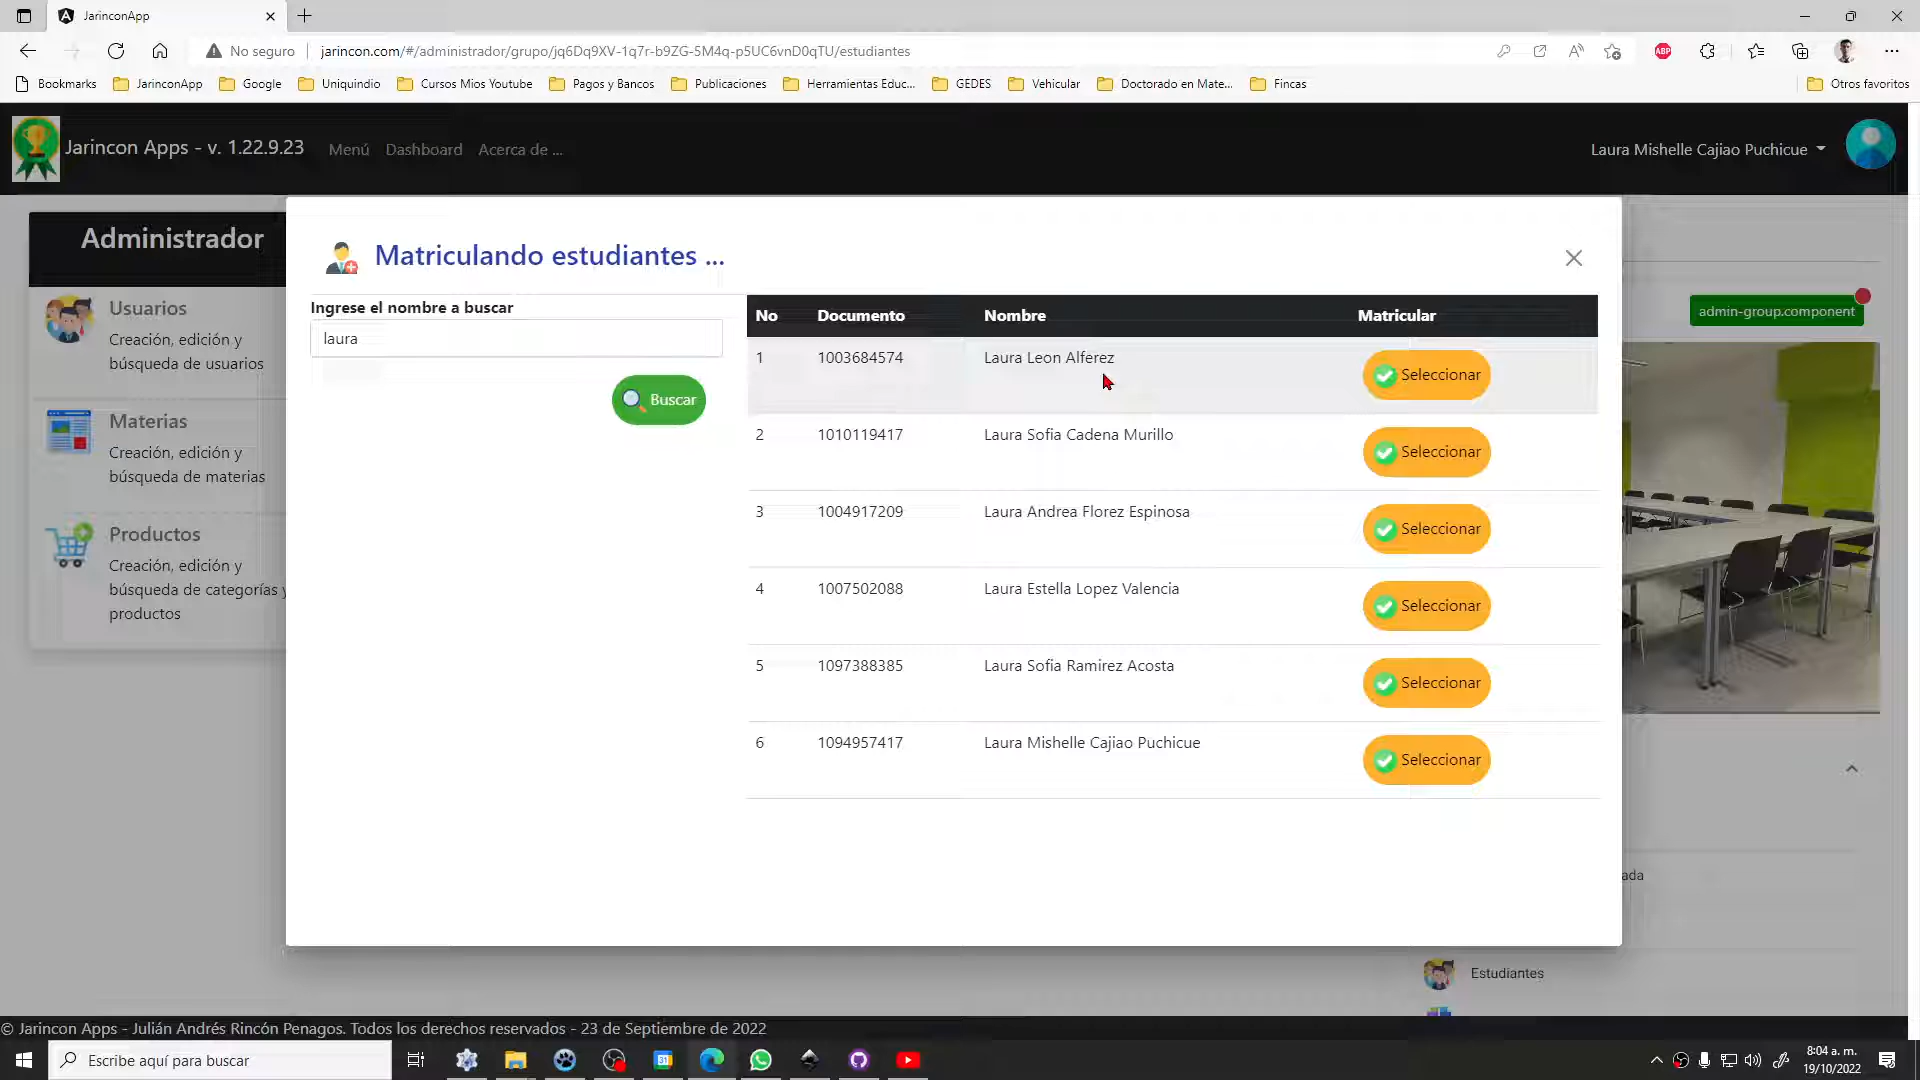 JarinconApp
No seguro
jarincon.com/#/administrador/grupo/jq6Dq9XV-1q7r-b9ZG-5M4q-p5UC6vnD0qTU/estudiantes
ABP
Bookmarks
JarinconApp
Google
Uniquindio
Cursos Mios Youtube
Pagos y Bancos
Publicaciones
Herramientas Educ...
GEDES
Vehicular
Doctorado en Mate...
Fincas
Otros favoritos
Jarincon Apps - v. 1.22.9.23
Menú
Dashboard
Acerca de ...
Laura Mishelle Cajiao Puchicue
Administrador
Usuarios
Creación, edición y
búsqueda de usuarios
Materias
Creación, edición y
búsqueda de materias
Productos
Creación, edición y
búsqueda de categorías y
productos
Matriculando estudiantes ...
Ingrese el nombre a buscar
laura
Buscar
No Documento Nombre Matricular
1 1003684574 Laura Leon Alferez Seleccionar
2 1010119417 Laura Sofia Cadena Murillo Seleccionar
3 1004917209 Laura Andrea Florez Espinosa Seleccionar
4 1007502088 Laura Estella Lopez Valencia Seleccionar
5 1097388385 Laura Sofia Ramirez Acosta Seleccionar
6 1094957417 Laura Mishelle Cajiao Puchicue Seleccionar
admin-group.component
ada
Estudiantes
© Jarincon Apps - Julián Andrés Rincón Penagos. Todos los derechos reservados - 23 de Septiembre de 2022
Escribe aquí para buscar
31
8:04 a. m.
19/10/2022